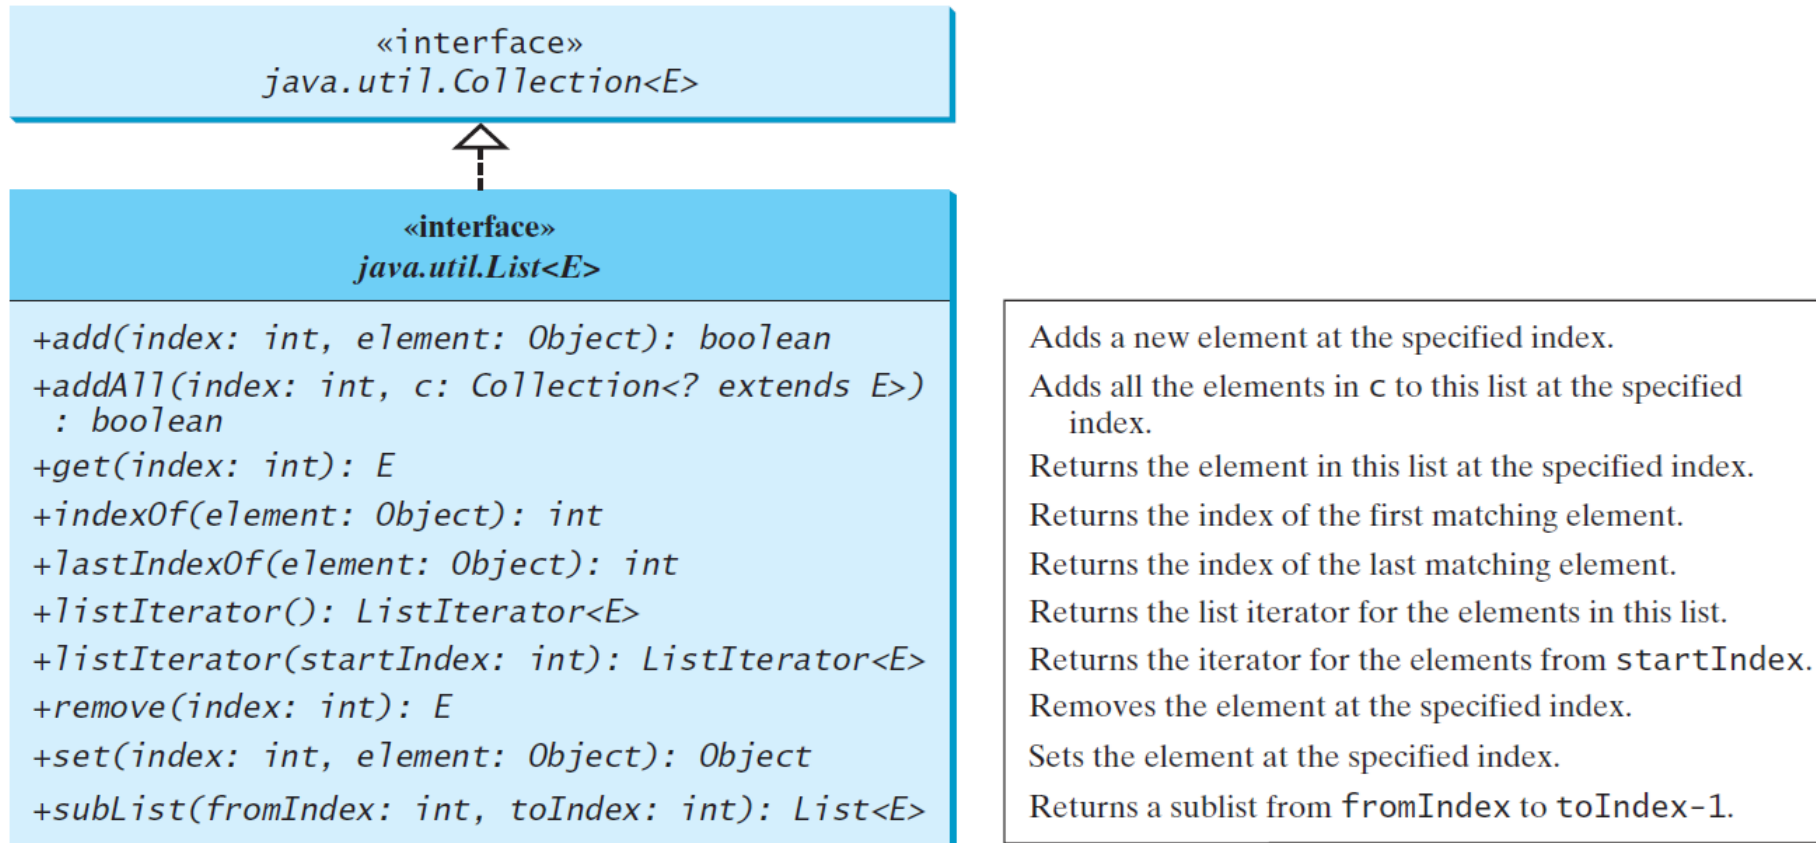 «interface»
java.util.Collection<E>
«interface»
java.util.List<E>
+add(index: int, element: Object): boolean
Adds a new element at the specified index.
+addAll(index: int, c: Collection<? extends E>)
: boolean
Adds all the elements in c to this list at the specified
index.
+get(index: int): E
Returns the element in this list at the specified index.
+indexOf(element: Object): int
Returns the index of the first matching element.
+lastIndexOf(element: Object): int
Returns the index of the last matching element.
+listIterator(): ListIterator<E>
Returns the list iterator for the elements in this list.
+listIterator(startIndex: int): ListIterator<E>
Returns the iterator for the elements from startIndex.
+remove(index: int): E
Removes the element at the specified index.
+set(index: int, element: Object): Object
Sets the element at the specified index.
+subList(fromIndex: int, toIndex: int): List<E>
Returns a sublist from fromIndex to toIndex-1.